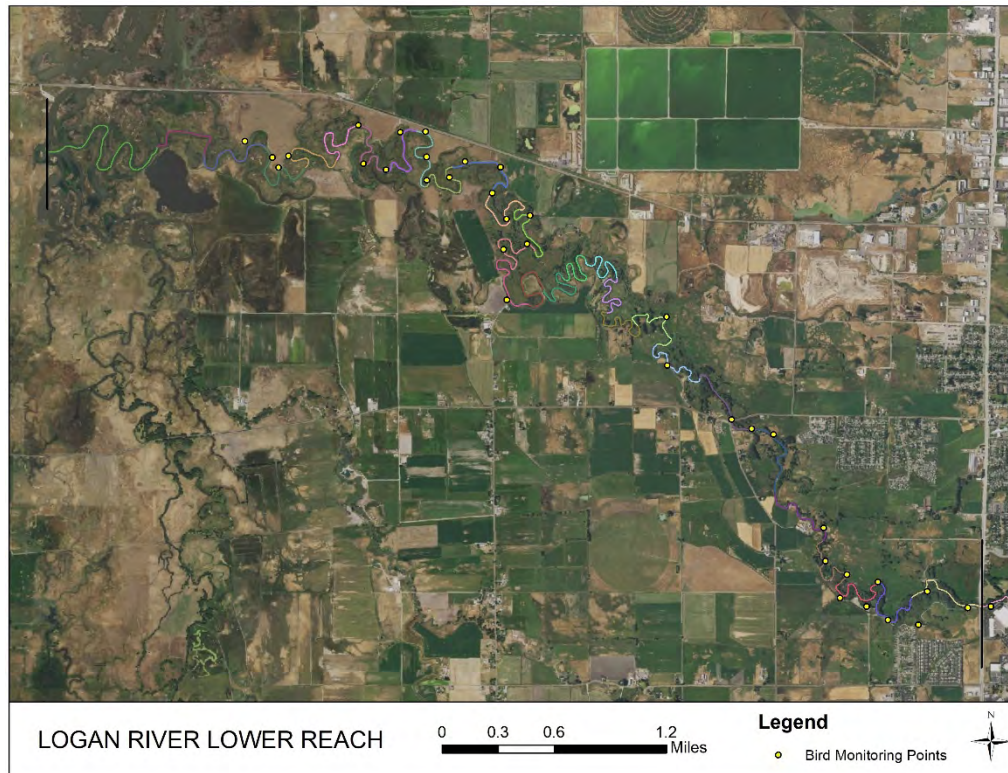 LOGAN RIVER LOWER REACH
0 0.3 0.6 1.2
Miles
Legend
Bird Monitoring Points
N